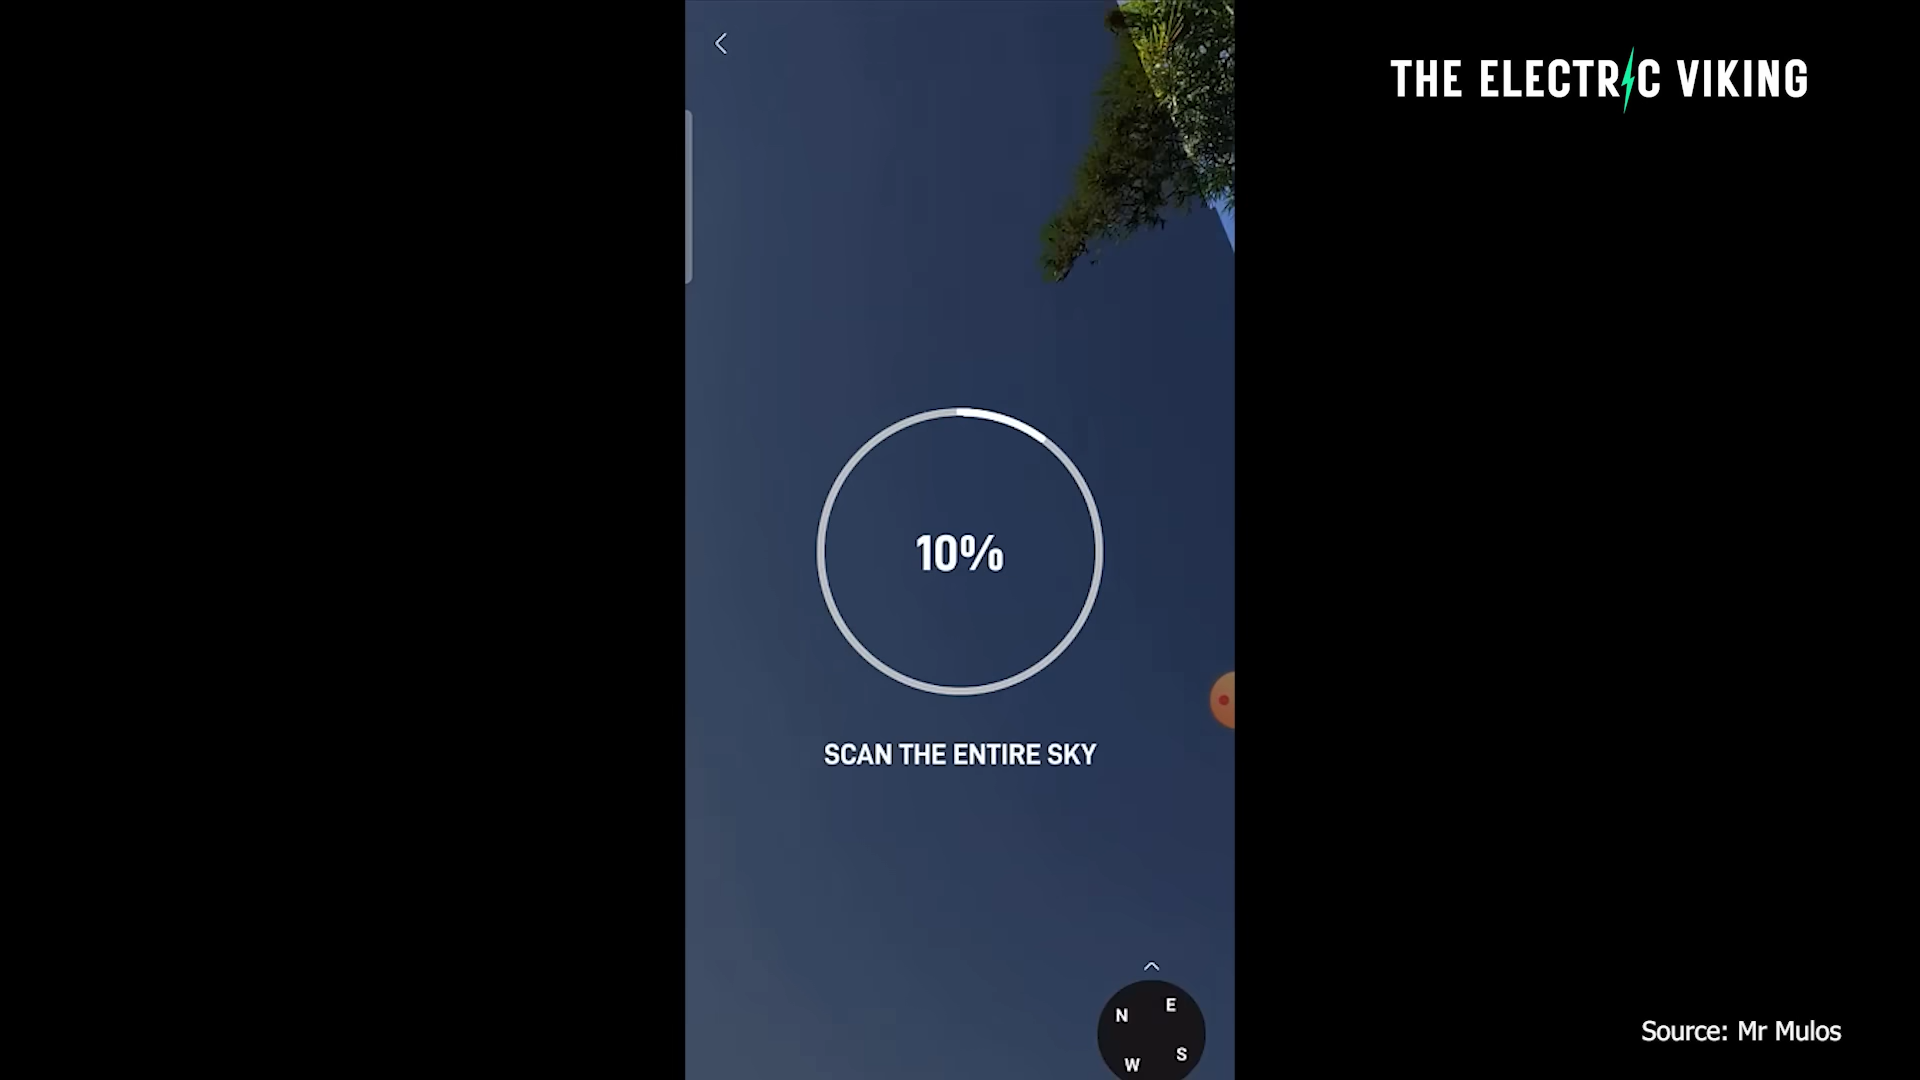 THE ELECTRIC VIKING
10%
SCAN THE ENTIRE SKY
N
E
W
S
Source: Mr Mulos